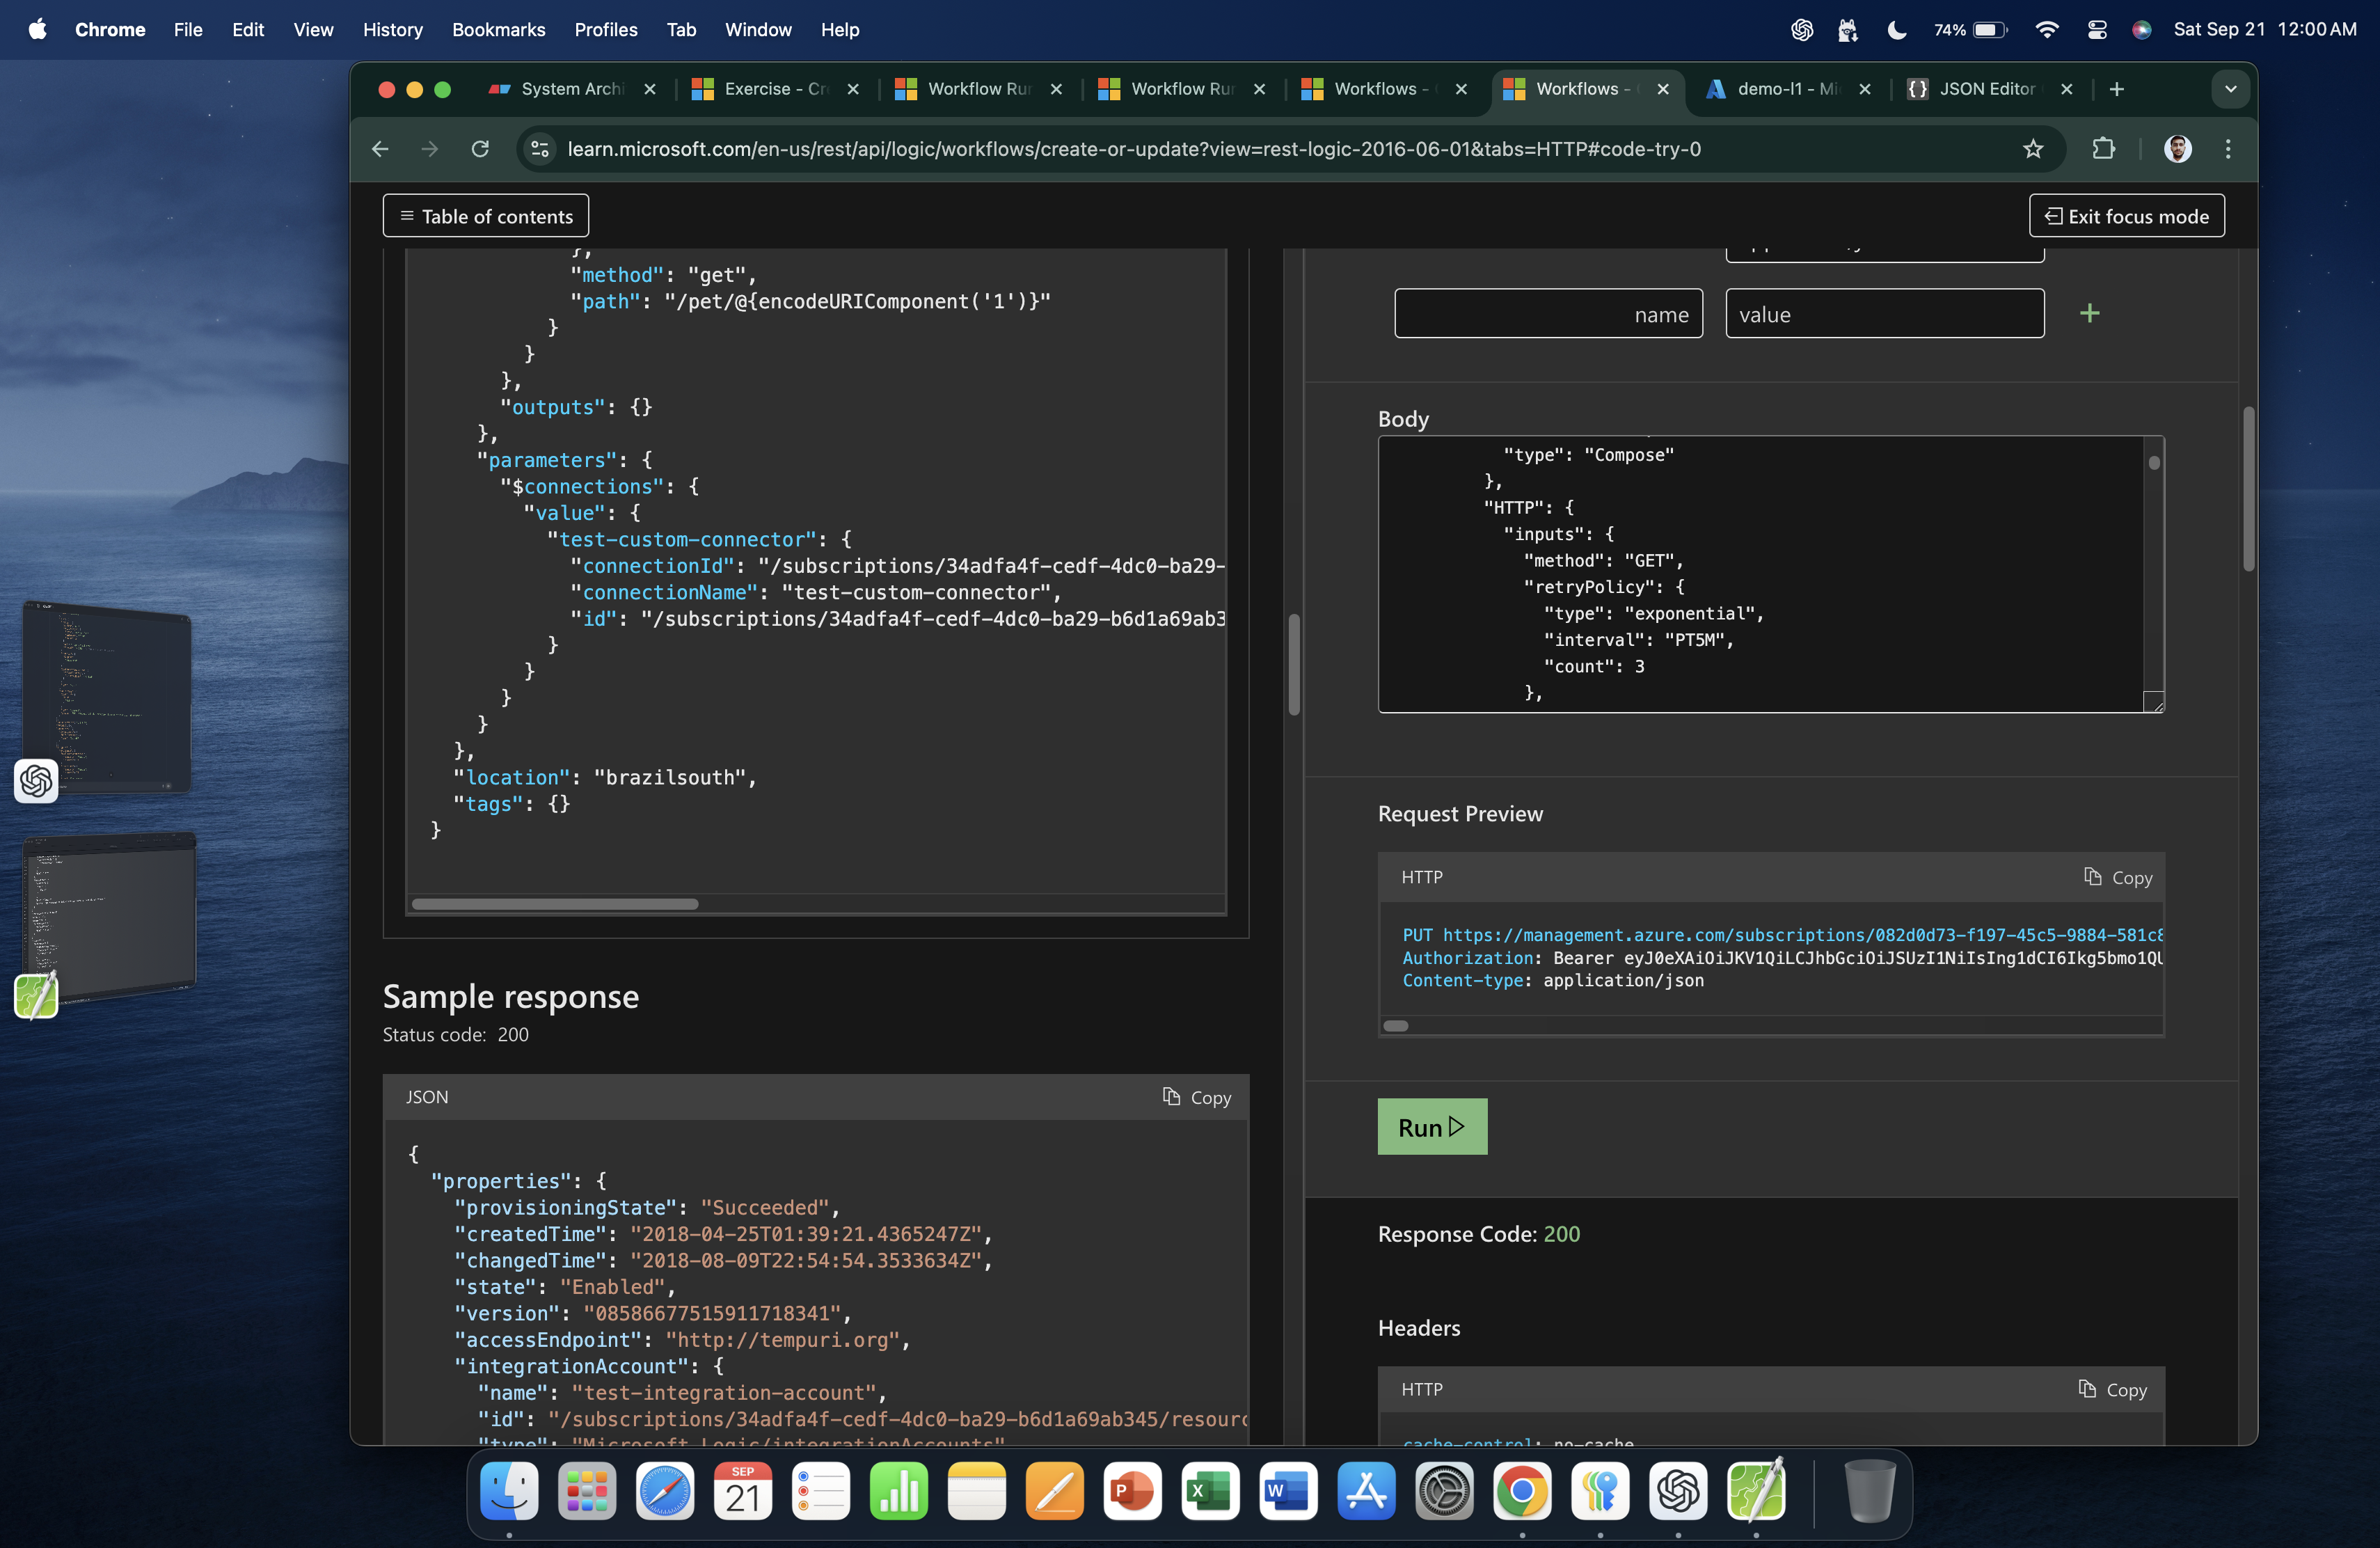 Chrome File Edit View History Bookmarks Profiles Tab Window Help
74% Sat Sep 21 12:00 AM
System Archi
Exercise - Cre
Workflow Run
Workflow Run
Workflows - C
Workflows - C
demo-l1 - Mic
JSON Editor
learn.microsoft.com/en-us/rest/api/logic/workflows/create-or-update?view=rest-logic-2016-06-01&tabs=HTTP#code-try-0
Table of contents
Exit focus mode
},
"method": "get",
"path": "/pet/@{encodeURIComponent('1')}"
}
}
},
"outputs": {}
},
"parameters": {
"$connections": {
"value": {
"test-custom-connector": {
"connectionId": "/subscriptions/34adfa4f-cedf-4dc0-ba29-
"connectionName": "test-custom-connector",
"id": "/subscriptions/34adfa4f-cedf-4dc0-ba29-b6d1a69ab3
}
}
}
}
},
"location": "brazilsouth",
"tags": {}
}
Sample response
Status code: 200
JSON
Copy
{
"properties": {
"provisioningState": "Succeeded",
"createdTime": "2018-04-25T01:39:21.4365247Z",
"changedTime": "2018-08-09T22:54:54.3533634Z",
"state": "Enabled",
"version": "08586677515911718341",
"accessEndpoint": "http://tempuri.org",
"integrationAccount": {
"name": "test-integration-account",
"id": "/subscriptions/34adfa4f-cedf-4dc0-ba29-b6d1a69ab345/resourc
"type": "Microsoft.Logic/integrationAccounts"
name
value
Body
"type": "Compose"
},
"HTTP": {
"inputs": {
"method": "GET",
"retryPolicy": {
"type": "exponential",
"interval": "PT5M",
"count": 3
},
Request Preview
HTTP
Copy
PUT https://management.azure.com/subscriptions/082d0d73-f197-45c5-9884-581c8
Authorization: Bearer eyJ0eXAiOiJKV1QiLCJhbGciOiJSUzI1NiIsIng1dCI6Ikg5bmo1QU
Content-type: application/json
Run
Response Code: 200
Headers
HTTP
Copy
cache-control: no-cache
SEP
21